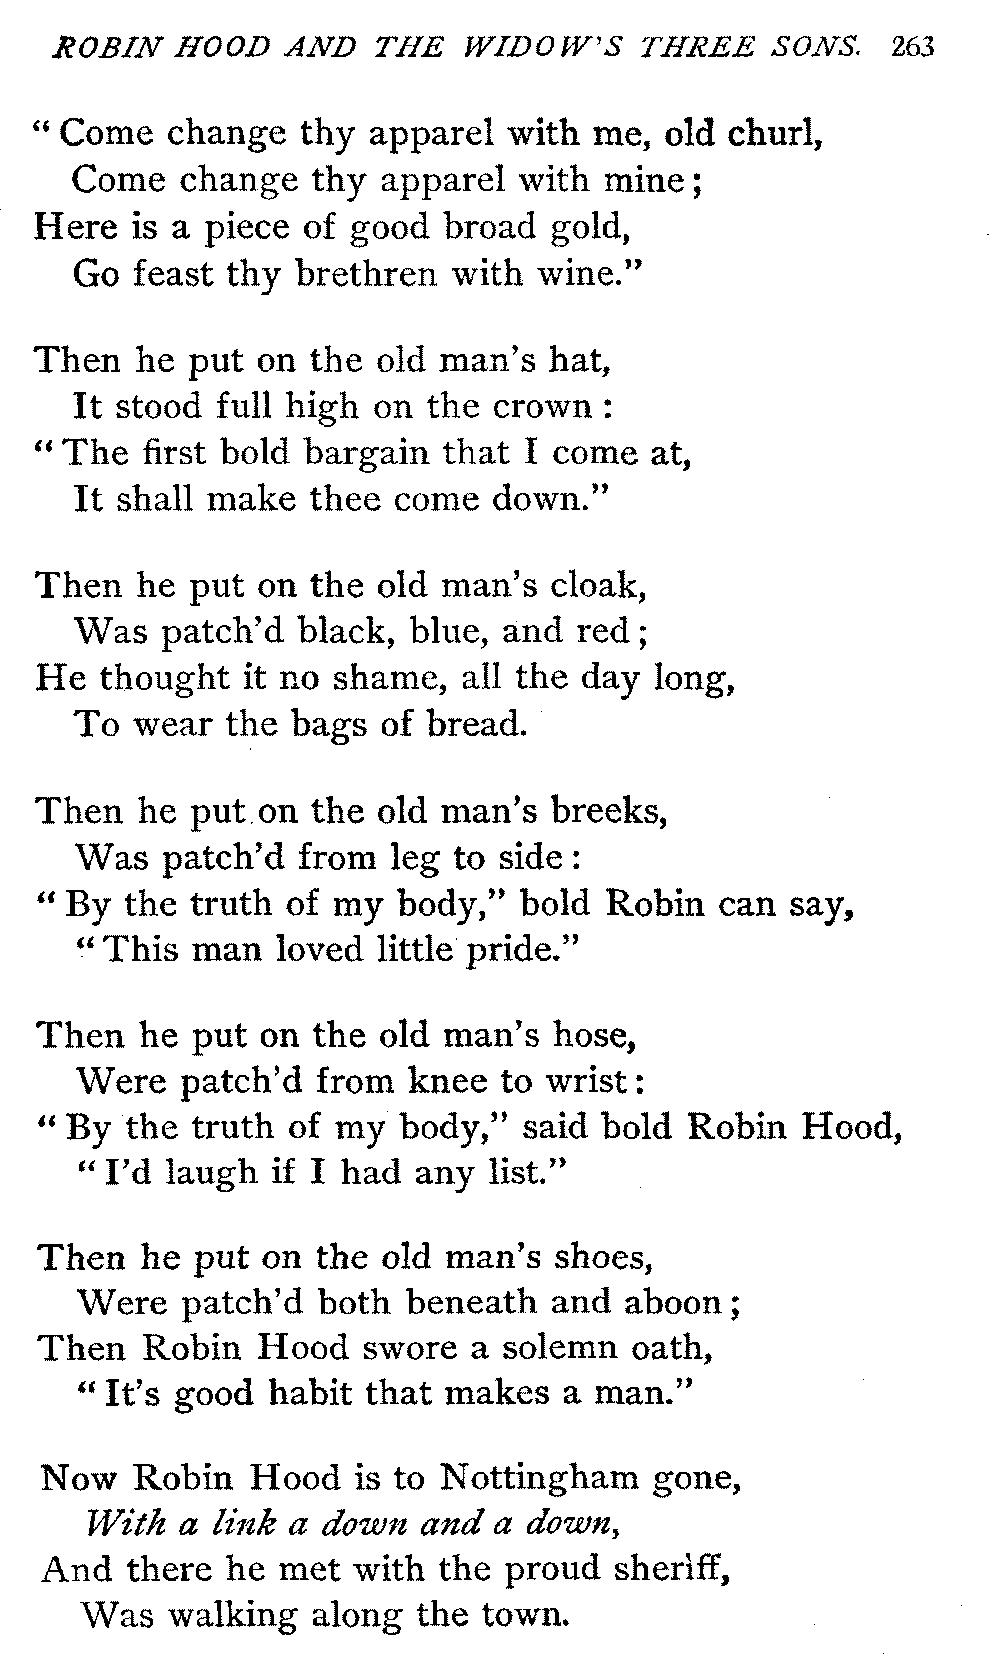 ROBIN HOOD AND THE WIDOW'S THREE SONS. 263
“Come change thy apparel with me, old churl,
Come change thy apparel with mine;
Here is a piece of good broad gold,
Go feast thy brethren with wine.”
Then he put on the old man's hat,
It stood full high on the crown:
“The first bold bargain that I come at,
It shall make thee come down.”
Then he put on the old man's cloak,
Was patch'd black, blue, and red;
He thought it no shame, all the day long,
To wear the bags of bread.
Then he put on the old man's breeks,
Was patch'd from leg to side:
“By the truth of my body,” bold Robin can say,
“This man loved little pride.”
Then he put on the old man's hose,
Were patch'd from knee to wrist:
“By the truth of my body,” said bold Robin Hood,
“I'd laugh if I had any list.”
Then he put on the old man's shoes,
Were patch'd both beneath and aboon;
Then Robin Hood swore a solemn oath,
“It's good habit that makes a man.”
Now Robin Hood is to Nottingham gone,
With a link a down and a down,
And there he met with the proud sheriff,
Was walking along the town.